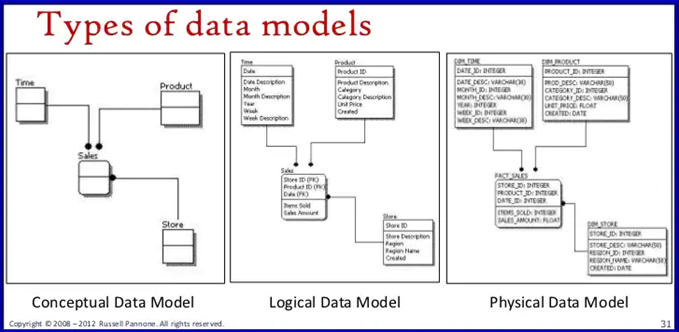 Types of data models
Time
Product
Sales
Store
Conceptual Data Model
Time
Date
Date Description
Month
Month Description
Year
Week
Week Description
Product
Product ID
Product Description
Category
Category Description
Unit Price
Created
Sales
Store ID (FK)
Product ID (FK)
Date (FK)
Items Sold
Sales Amount
Store
Store ID
Store Description
Region
Region Name
Created
Logical Data Model
DIM_TIME
DATE_ID: INTEGER
DATE_DESC: VARCHAR(30)
MONTH_ID: INTEGER
MONTH_DESC: VARCHAR(30)
YEAR: INTEGER
WEEK_ID: INTEGER
WEEK_DESC: VARCHAR(30)
DIM_PRODUCT
PRODUCT_ID: INTEGER
PROD_DESC: VARCHAR(50)
CATEGORY_ID: INTEGER
CATEGORY_DESC: VARCHAR(50)
UNIT_PRICE: FLOAT
CREATED: DATE
FACT_SALES
STORE_ID: INTEGER
PRODUCT_ID: INTEGER
DATE_ID: INTEGER
ITEMS_SOLD: INTEGER
SALES_AMOUNT: FLOAT
DIM_STORE
STORE_ID: INTEGER
STORE_DESC: VARCHAR(50)
REGION_ID: INTEGER
REGION_NAME: VARCHAR(50)
CREATED: DATE
Physical Data Model
Copyright © 2008 – 2012 Russell Pannone. All rights reserved.
31